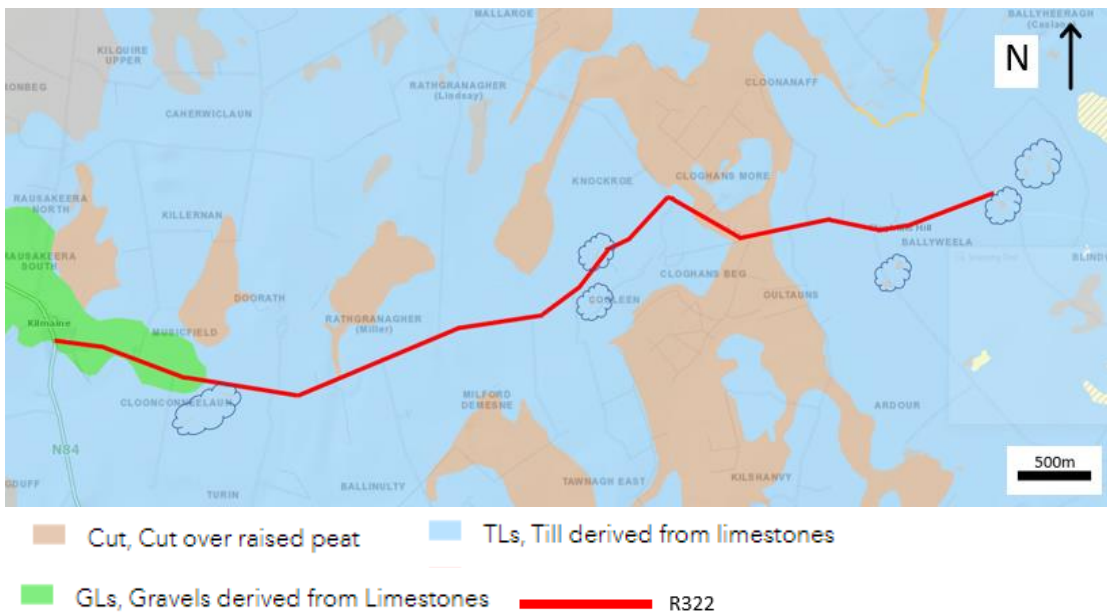 MALLAROE
BALLYHEERAGH
(Coslane)
N
KILQUIRE
UPPER
RATHGRANAGHER
(Lindsay)
CLOONANAFF
CAHERWICLAUN
KNOCKROE
CLOGHANS MORE
RAUSAKEERA
NORTH
KILLERNAN
RAUSAKEERA
SOUTH
BALLYWEELA
CLOGHANS BEG
OULTAUNS
DOORATH
Kilmaine
MUSICFIELD
RATHGRANAGHER
(Miller)
CLOONCONNEELAUN
MILFORD
DEMESNE
ARDOUR
N84
500m
TURIN
BALLINULTY
TAWNAGH EAST
KILSHANVY
Cut, Cut over raised peat
TLs, Till derived from limestones
GLs, Gravels derived from Limestones
R322